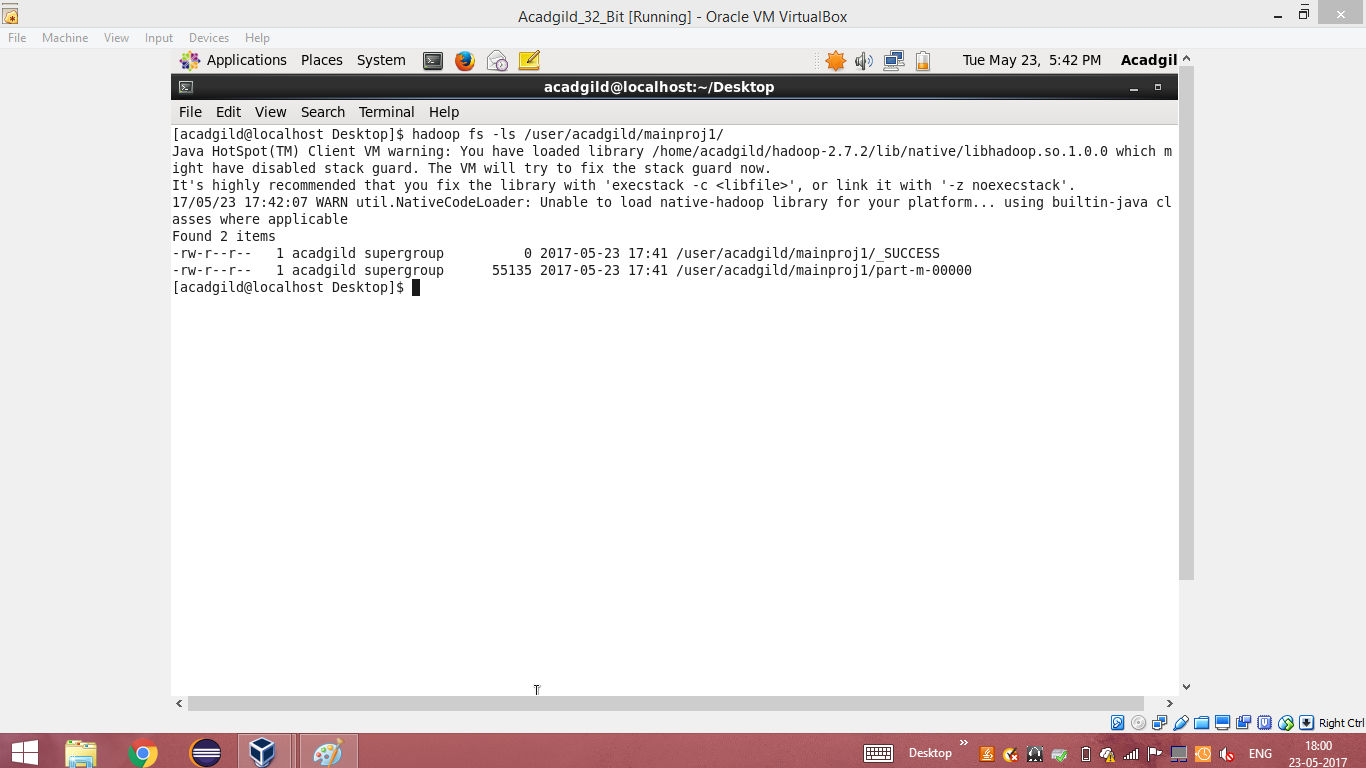 Acadgild_32_Bit [Running] - Oracle VM VirtualBox
File Machine View Input Devices Help
Applications Places System Tue May 23, 5:42 PM Acadgil
acadgild@localhost:~/Desktop
File Edit View Search Terminal Help
[acadgild@localhost Desktop]$ hadoop fs -ls /user/acadgild/mainproj1/
Java HotSpot(TM) Client VM warning: You have loaded library /home/acadgild/hadoop-2.7.2/lib/native/libhadoop.so.1.0.0 which m
ight have disabled stack guard. The VM will try to fix the stack guard now.
It's highly recommended that you fix the library with 'execstack -c <libfile>', or link it with '-z noexecstack'.
17/05/23 17:42:07 WARN util.NativeCodeLoader: Unable to load native-hadoop library for your platform... using builtin-java cl
asses where applicable
Found 2 items
-rw-r--r--   1 acadgild supergroup          0 2017-05-23 17:41 /user/acadgild/mainproj1/_SUCCESS
-rw-r--r--   1 acadgild supergroup      55135 2017-05-23 17:41 /user/acadgild/mainproj1/part-m-00000
[acadgild@localhost Desktop]$
Right Ctrl
Desktop » ENG 18:00
23-05-2017